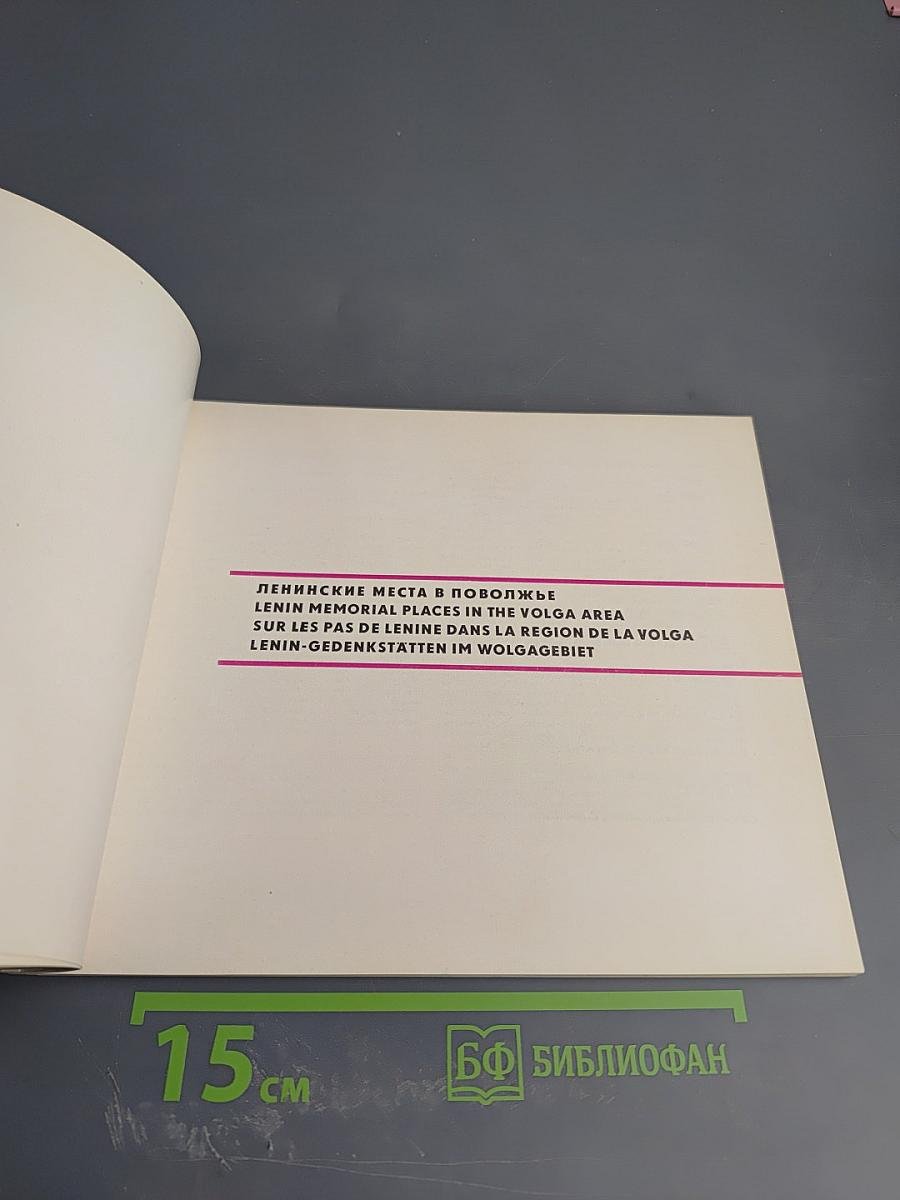 ЛЕНИНСКИЕ МЕСТА В ПОВОЛЖЬЕ
LENIN MEMORIAL PLACES IN THE VOLGA AREA
SUR LES PAS DE LENINE DANS LA REGION DE LA VOLGA
LENIN-GEDENKSTÄTTEN IM WOLGAGEBIET
15 см
БФ БИБЛИОФАН